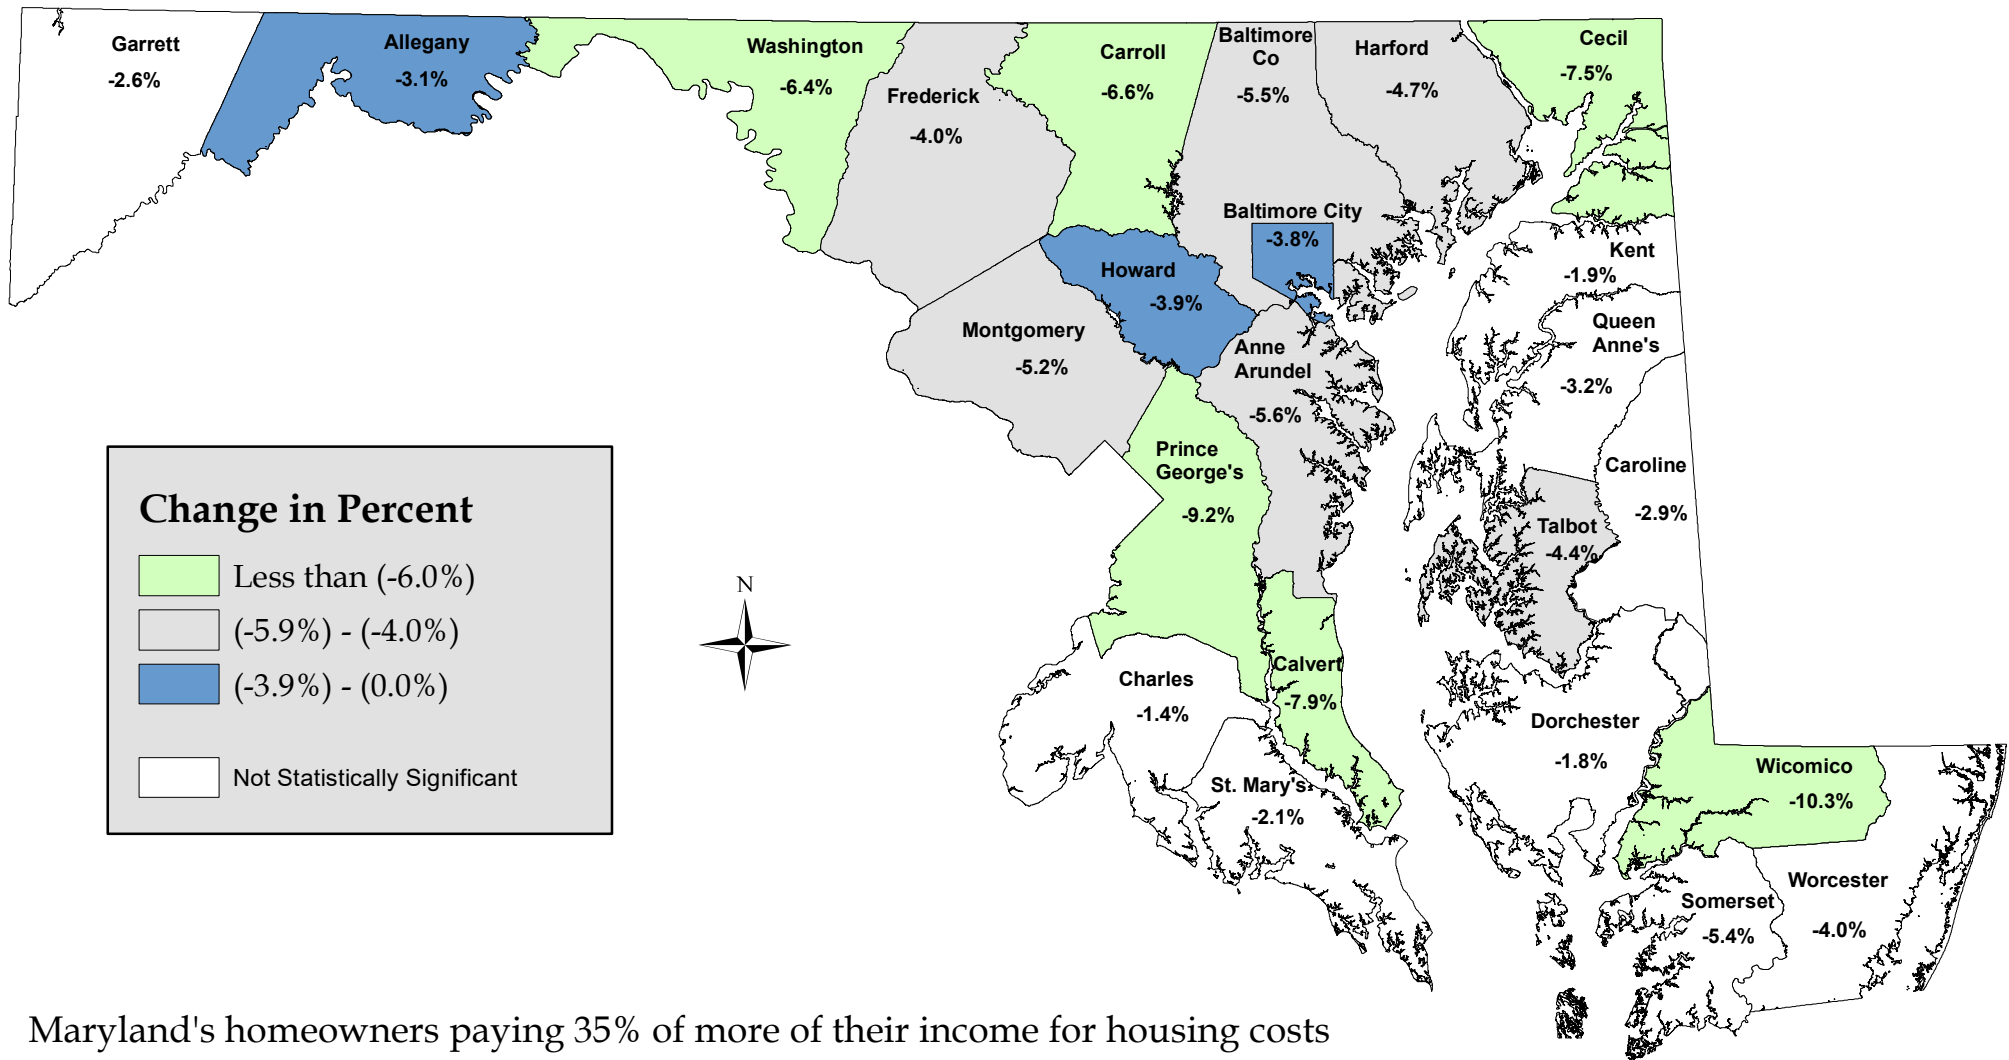 Garrett
-2.6%
Allegany
-3.1%
Washington
-6.4%
Frederick
-4.0%
Carroll
-6.6%
Baltimore
Co
-5.5%
Harford
-4.7%
Cecil
-7.5%
Baltimore City
-3.8%
Howard
-3.9%
Kent
-1.9%
Queen
Anne's
-3.2%
Montgomery
-5.2%
Anne
Arundel
-5.6%
Prince
George's
-9.2%
Caroline
-2.9%
Talbot
-4.4%
Change in Percent
Less than (-6.0%)
(-5.9%) - (-4.0%)
(-3.9%) - (0.0%)
Not Statistically Significant
N
Charles
-1.4%
Calvert
-7.9%
St. Mary's
-2.1%
Dorchester
-1.8%
Wicomico
-10.3%
Somerset
-5.4%
Worcester
-4.0%
Maryland's homeowners paying 35% of more of their income for housing costs